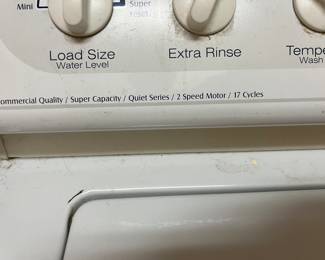 Mini
Super
Load Size
Water Level
Extra Rinse
Tempe
Wash
ommercial Quality / Super Capacity / Quiet Series / 2 Speed Motor / 17 Cycles